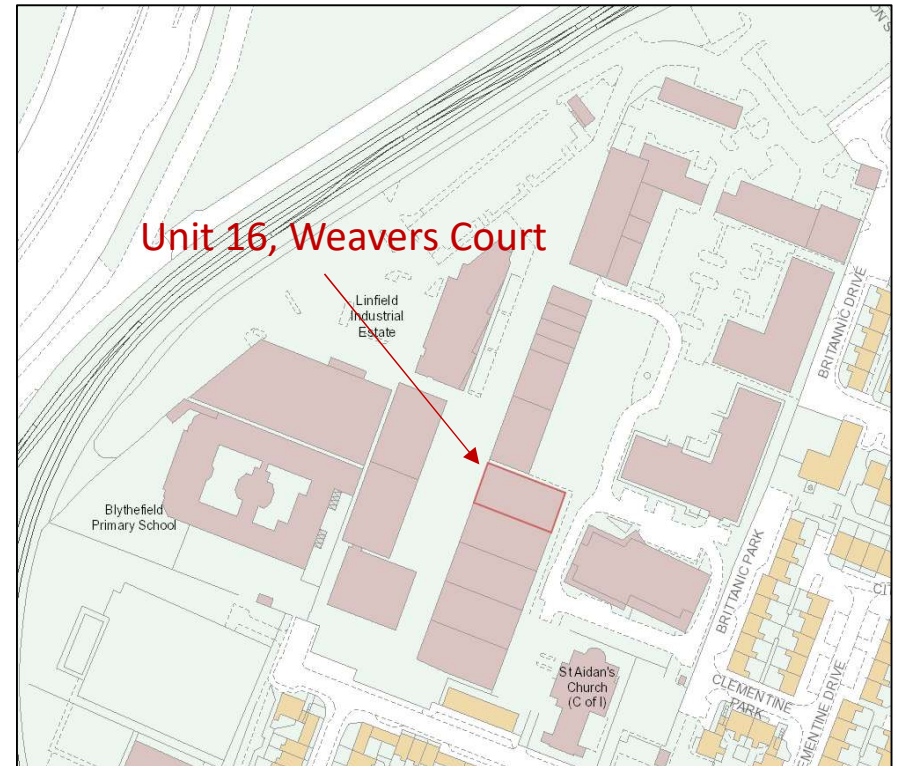 Unit 16, Weavers Court
Linfield
Industrial
Estate
BRITANNIC DRIVE
Blythefield
Primary School
BRITTANIC PARK
St Aidan's
Church
(C of I)
CLEMENTINE
PARK